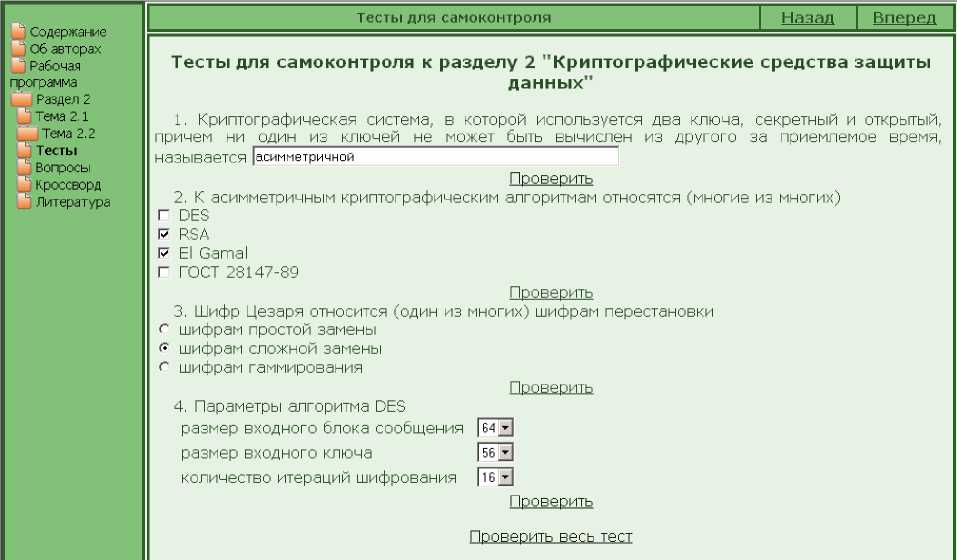 Содержание
Об авторах
Рабочая
программа
Раздел 2
Тема 2.1
Тема 2.2
Тесты
Вопросы
Кроссворд
Литература
Тесты для самоконтроля
Назад
Вперед
Тесты для самоконтроля к разделу 2 "Криптографические средства защиты
данных"
1. Криптографическая система, в которой используется два ключа, секретный и открытый,
причем ни один из ключей не может быть вычислен из другого за приемлемое время,
называется асимметричной
Проверить
2. К асимметричным криптографическим алгоритмам относятся (многие из многих)
DES
RSA
El Gamal
ГОСТ 28147-89
Проверить
3. Шифр Цезаря относится (один из многих) шифрам перестановки
шифрам простой замены
шифрам сложной замены
шифрам гаммирования
Проверить
4. Параметры алгоритма DES
размер входного блока сообщения 64
размер входного ключа 56
количество итераций шифрования 16
Проверить
Проверить весь тест